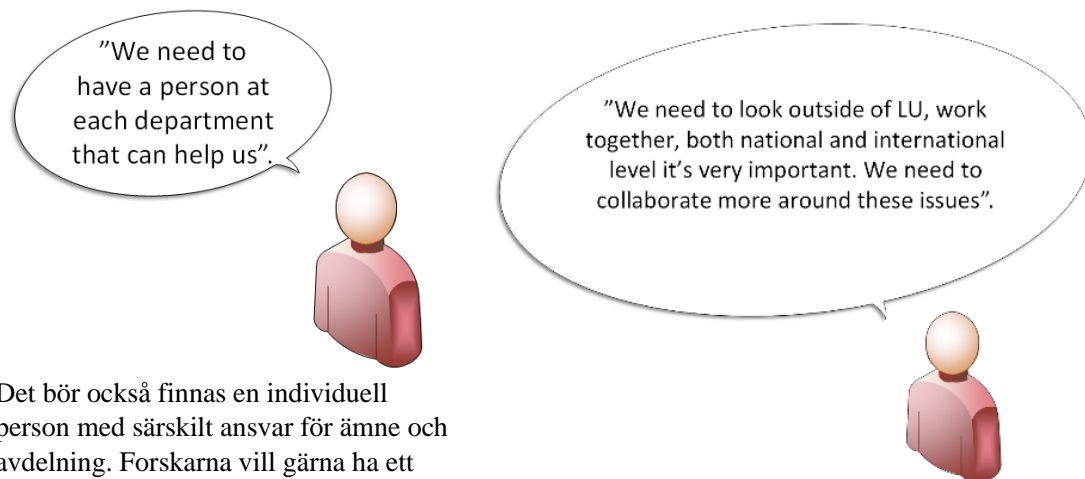 ”We need to
have a person at
each department
that can help us”.
”We need to look outside of LU, work
together, both national and international
level it’s very important. We need to
collaborate more around these issues”.
Det bör också finnas en individuell
person med särskilt ansvar för ämne och
avdelning. Forskarna vill gärna ha ett